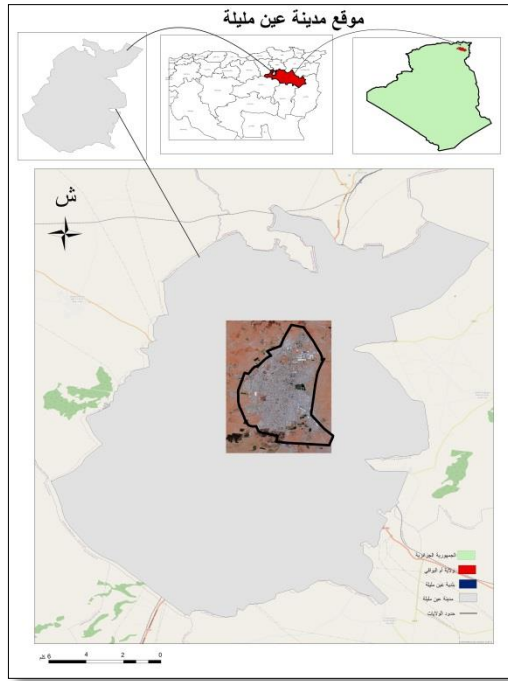 موقع مدينة عين مليلة
ش
الجمهورية الجزائرية
ولاية أم البواقي
بلدية عين مليلة
مدينة عين مليلة
حدود الولايات
0 2 4 6 كلم